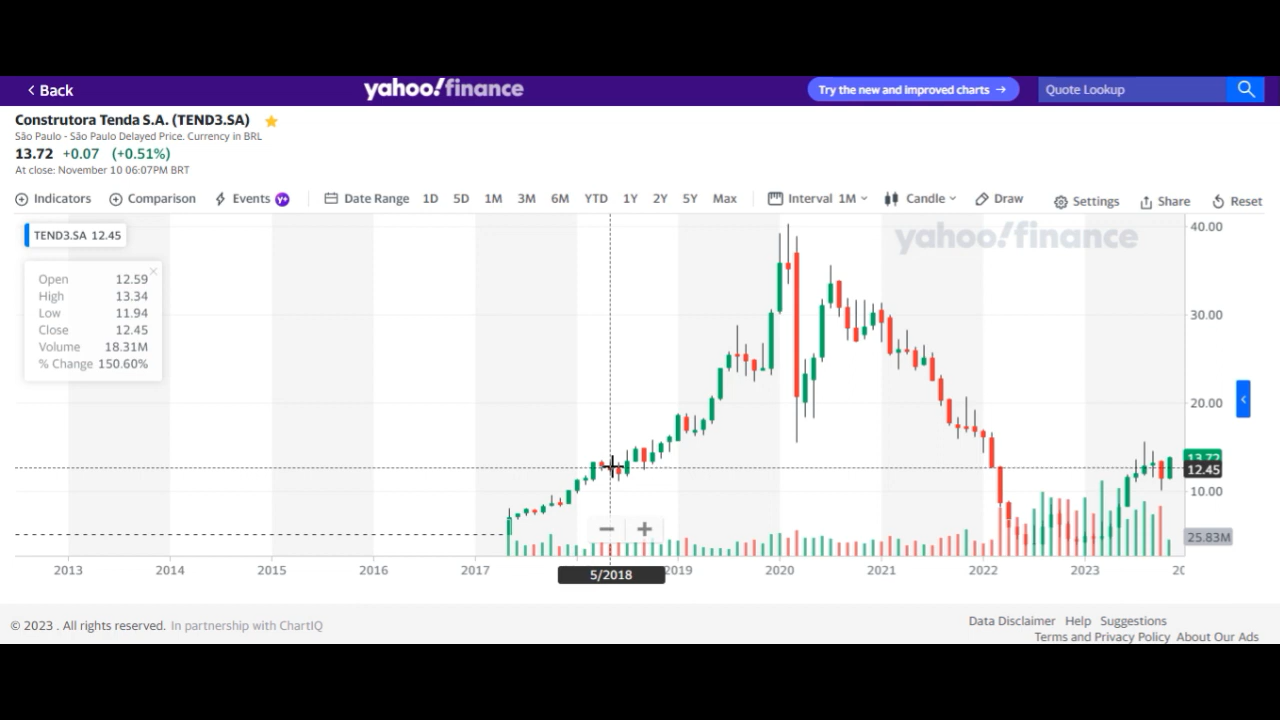 Back
yahoo!finance
Try the new and improved charts →
Quote Lookup
Construtora Tenda S.A. (TEND3.SA)
São Paulo - São Paulo Delayed Price. Currency in BRL
13.72 +0.07 (+0.51%)
At close: November 10 06:07PM BRT
Indicators Comparison Events Y+ Date Range 1D 5D 1M 3M 6M YTD 1Y 2Y 5Y Max Interval 1M Candle Draw Settings Share Reset
TEND3.SA 12.45
yahoo!finance
Open 12.59
High 13.34
Low 11.94
Close 12.45
Volume 18.31M
% Change 150.60%
40.00
30.00
20.00
13.72
12.45
10.00
25.83M
2013 2014 2015 2016 2017 5/2018 2019 2020 2021 2022 2023 20
© 2023 . All rights reserved. In partnership with ChartIQ
Data Disclaimer Help Suggestions
Terms and Privacy Policy About Our Ads